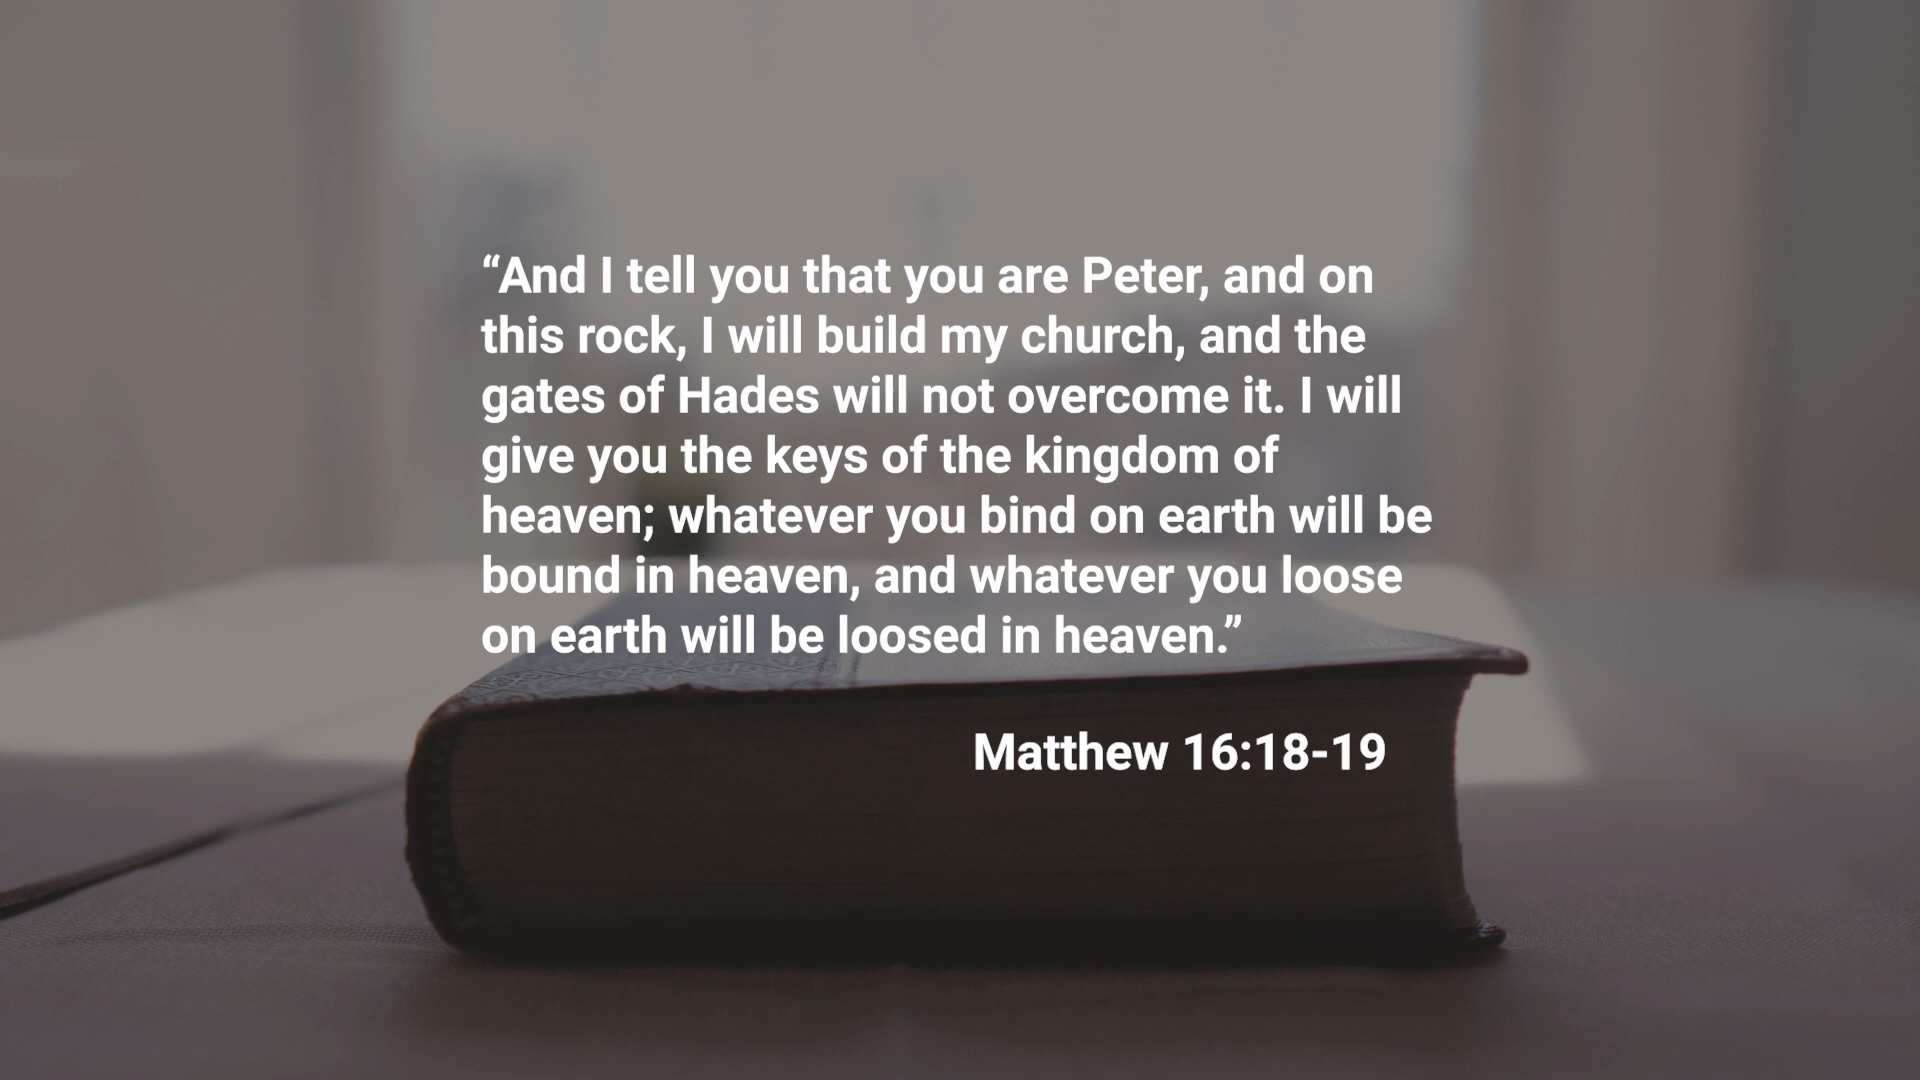 “And I tell you that you are Peter, and on
this rock, I will build my church, and the
gates of Hades will not overcome it. I will
give you the keys of the kingdom of
heaven; whatever you bind on earth will be
bound in heaven, and whatever you loose
on earth will be loosed in heaven.”
Matthew 16:18-19